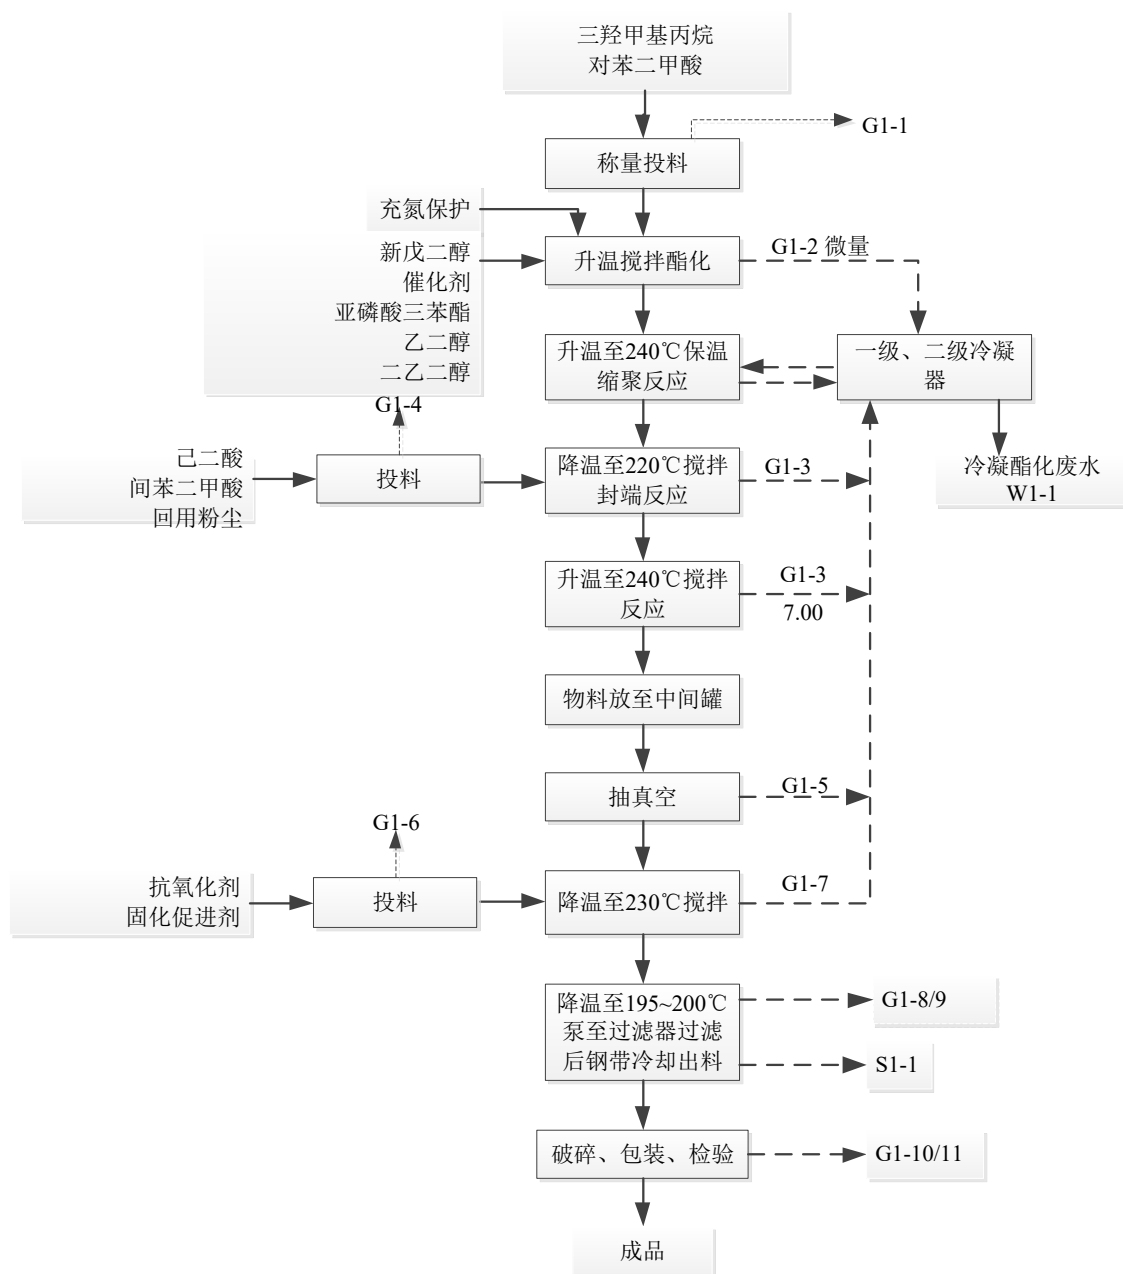 三羟甲基丙烷
对苯二甲酸
G1-1
称量投料
充氮保护
新戊二醇
催化剂
亚磷酸三苯酯
乙二醇
二乙二醇
升温搅拌酯化
G1-2 微量
升温至240℃保温
缩聚反应
一级、二级冷凝
器
G1-4
己二酸
间苯二甲酸
回用粉尘
投料
降温至220℃搅拌
封端反应
G1-3
冷凝酯化废水
W1-1
升温至240℃搅拌
反应
G1-3
7.00
物料放至中间罐
抽真空
G1-5
G1-6
抗氧化剂
固化促进剂
投料
降温至230℃搅拌
G1-7
降温至195~200℃
泵至过滤器过滤
后钢带冷却出料
G1-8/9
S1-1
破碎、包装、检验
G1-10/11
成品